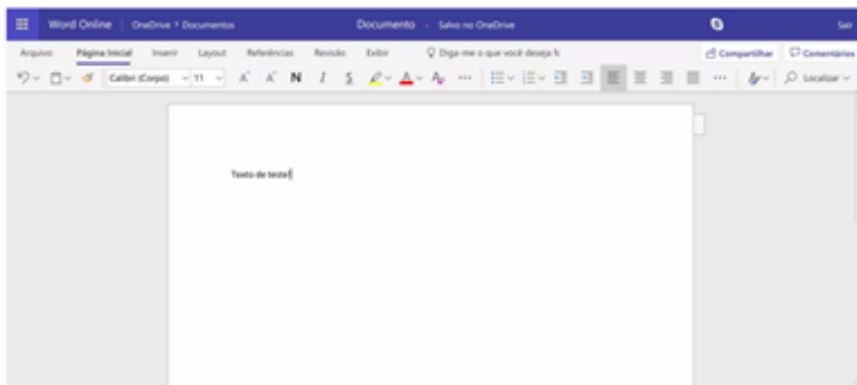 Word Online | OneDrive > Documentos Documento - Salvo no OneDrive Sair
Arquivo Página Inicial Inserir Layout Referências Revisão Exibir Diga-me o que você deseja f Compartilhar Comentários
Calibri (Corpo) 11 A A N I S A A Localizar
Texto de teste